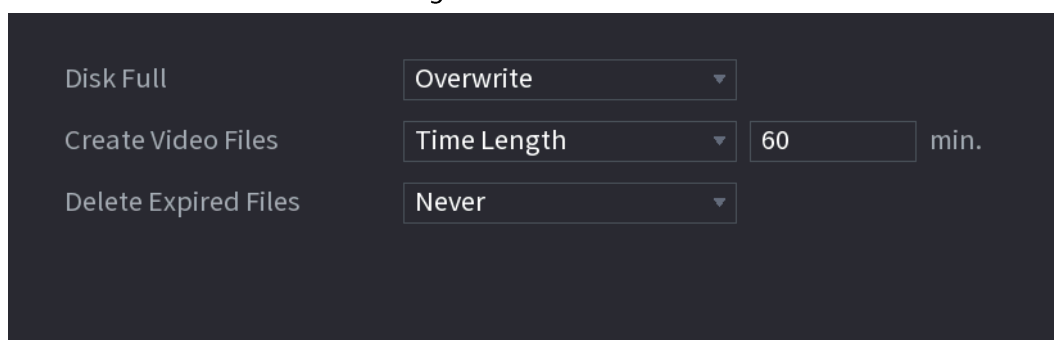 Disk Full Overwrite
Create Video Files Time Length 60 min.
Delete Expired Files Never